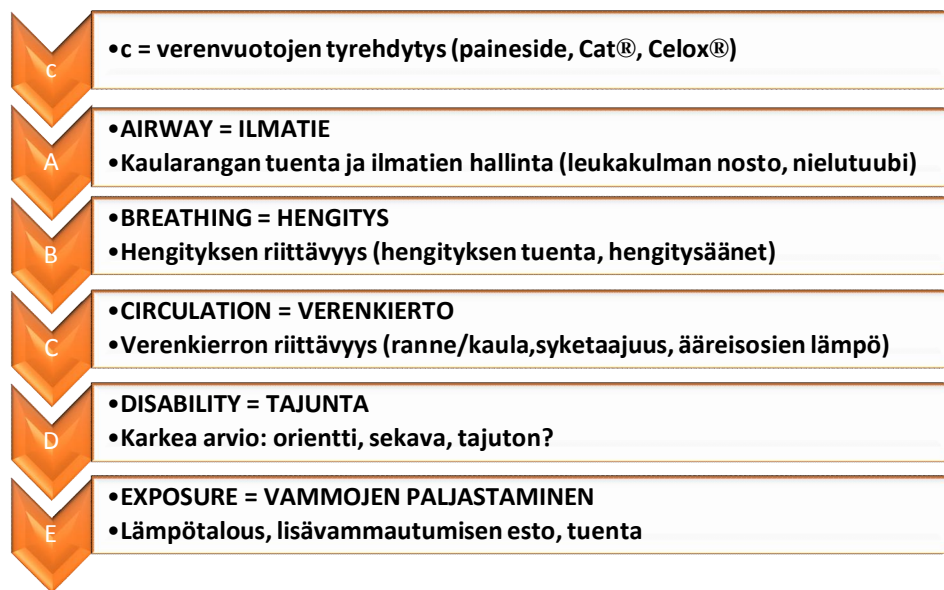 c
•c = verenvuotojen tyrehdytys (paineside, Cat®, Celox®)
A
•AIRWAY = ILMATIE
•Kaularangan tuenta ja ilmatien hallinta (leukakulman nosto, nielutuubi)
B
•BREATHING = HENGITYS
•Hengityksen riittävyys (hengityksen tuenta, hengitysäänet)
C
•CIRCULATION = VERENKIERTO
•Verenkierron riittävyys (ranne/kaula,syketaajuus, ääreisosien lämpö)
D
•DISABILITY = TAJUNTA
•Karkea arvio: orientti, sekava, tajuton?
E
•EXPOSURE = VAMMOJEN PALJASTAMINEN
•Lämpötalous, lisävammautumisen esto, tuenta